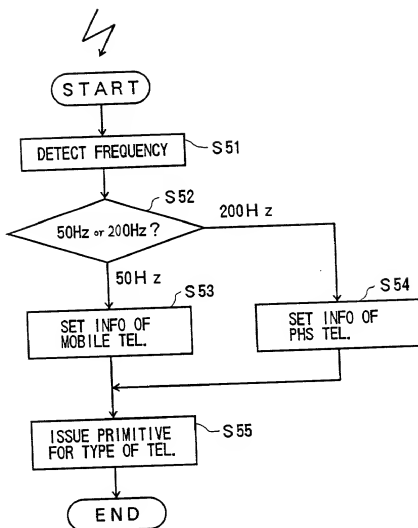 START
DETECT FREQUENCY
S51
S52
50Hz or 200Hz?
200Hz
50Hz
S53
SET INFO OF
MOBILE TEL.
S54
SET INFO OF
PHS TEL.
ISSUE PRIMITIVE
FOR TYPE OF TEL.
S55
END